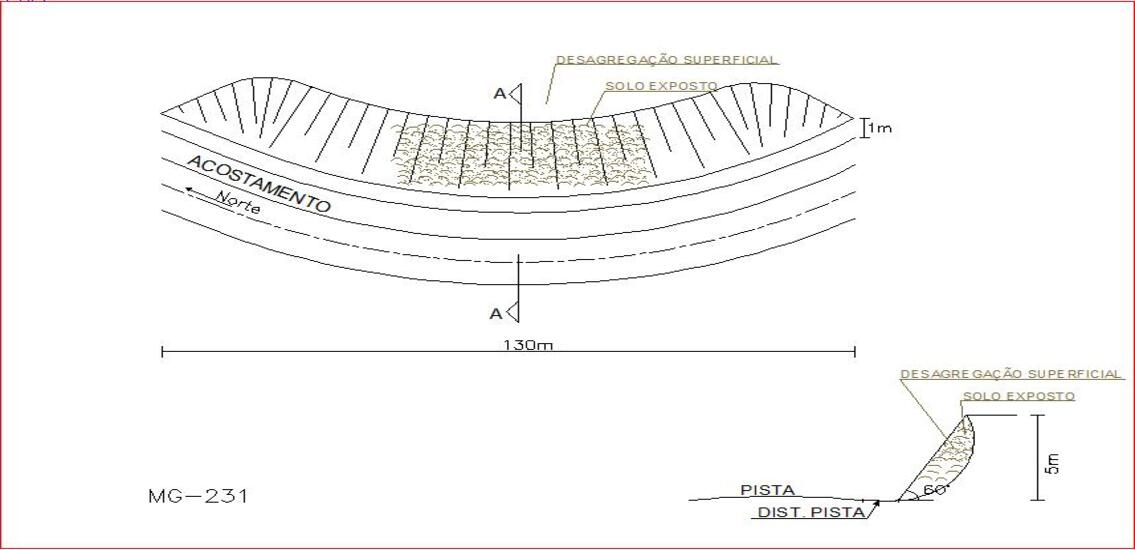 DESAGREGAÇÃO SUPERFICIAL
SOLO EXPOSTO
A
1m
ACOSTAMENTO
Norte
A
130m
DESAGREGAÇÃO SUPERFICIAL
SOLO EXPOSTO
5m
60°
PISTA
DIST. PISTA
MG-231